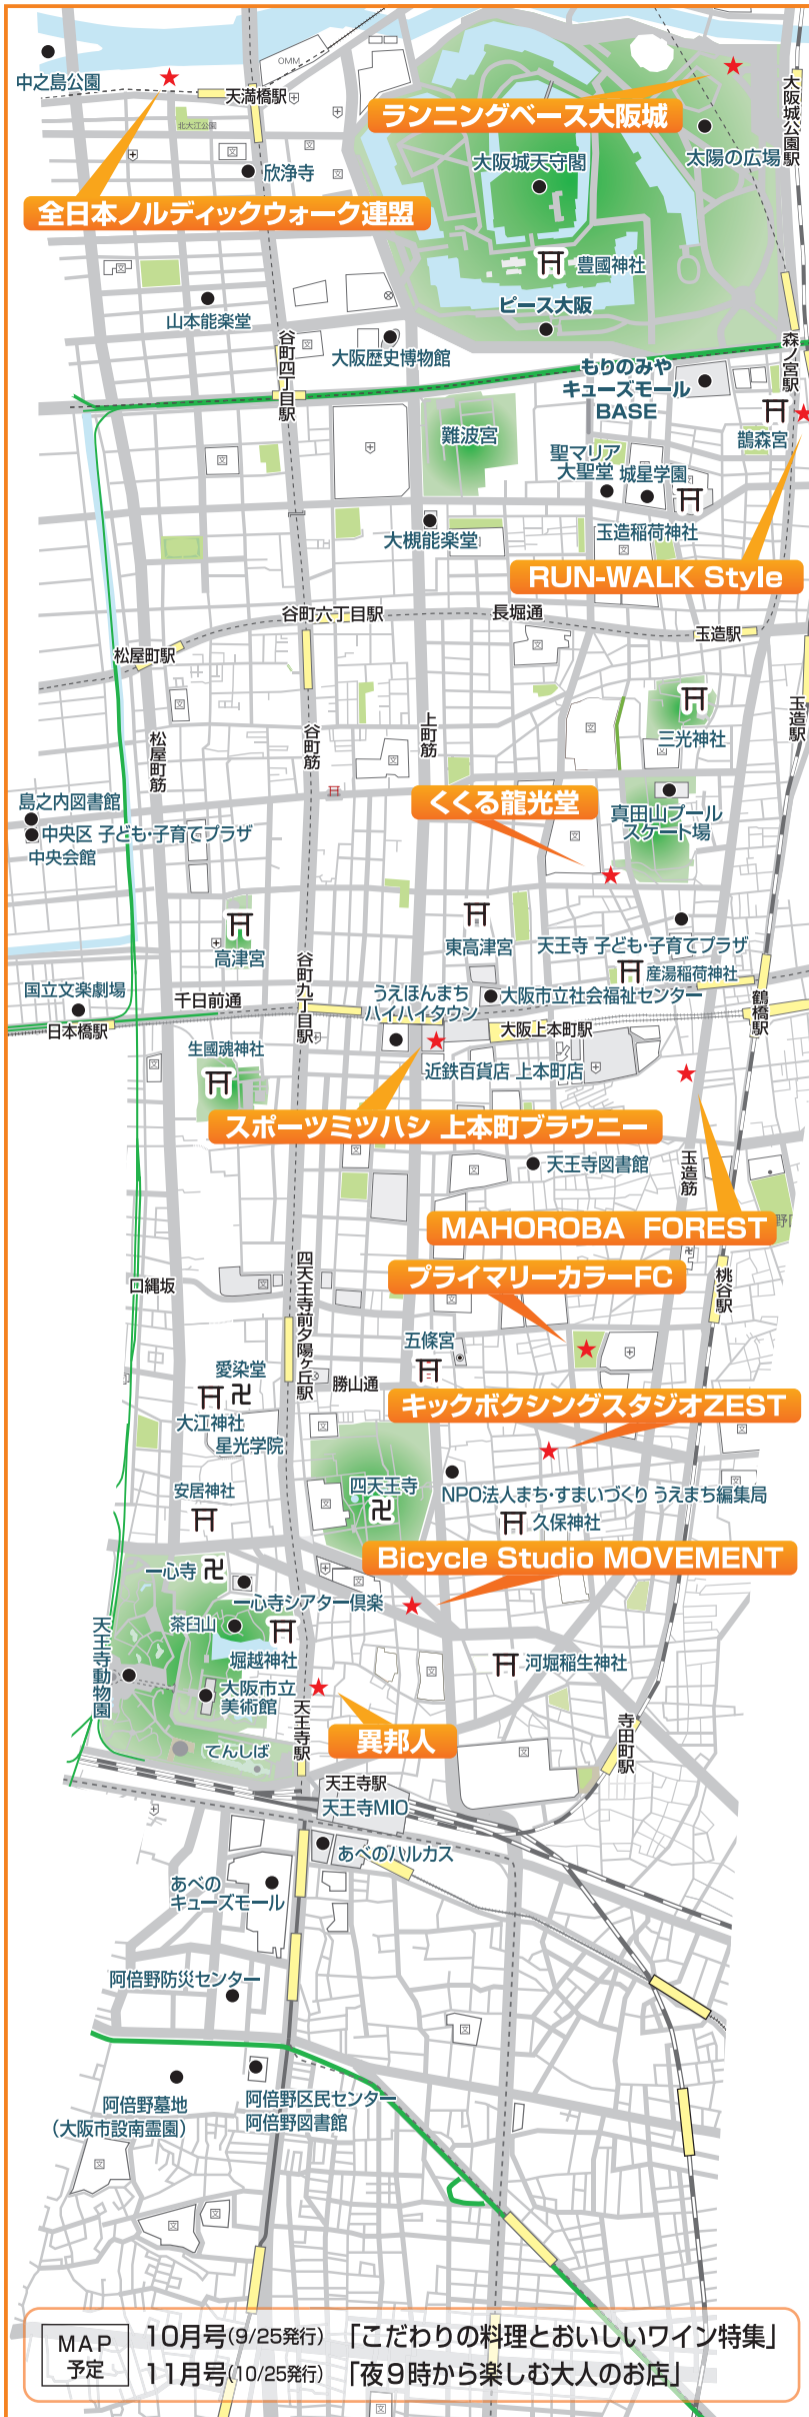 中之島公園
天満橋駅
OMM
北大江公園
欣浄寺
全日本ノルディックウォーク連盟
ランニングベース大阪城
大阪城公園駅
太陽の広場
大阪城天守閣
豊國神社
ピース大阪
山本能楽堂
谷町四丁目駅
大阪歴史博物館
森ノ宮駅
もりのみや
キューズモール
BASE
難波宮
鵲森宮
聖マリア
大聖堂
城星学園
玉造稲荷神社
大槻能楽堂
RUN-WALK Style
谷町六丁目駅
長堀通
玉造駅
松屋町駅
三光神社
玉造駅
松屋町筋
谷町筋
上町筋
島之内図書館
中央区 子ども・子育てプラザ
中央会館
くくる龍光堂
真田山プール
スケート場
高津宮
東高津宮
天王寺 子ども・子育てプラザ
産湯稲荷神社
国立文楽劇場
千日前通
谷町九丁目駅
うえほんまち
ハイハイタウン
大阪市立社会福祉センター
鶴橋駅
日本橋駅
大阪上本町駅
生國魂神社
近鉄百貨店 上本町店
スポーツミツハシ 上本町ブラウニー
天王寺図書館
玉造筋
MAHOROBA FOREST
口縄坂
四天王寺前夕陽ヶ丘駅
プライマリーカラーFC
桃谷駅
五條宮
愛染堂
勝山通
大江神社
星光学院
キックボクシングスタジオZEST
安居神社
四天王寺
NPO法人まち・すまいづくり うえまち編集局
久保神社
一心寺
Bicycle Studio MOVEMENT
一心寺シアター倶楽
茶臼山
天王寺動物園
堀越神社
河堀稲生神社
大阪市立
美術館
天王寺駅
異邦人
寺田町駅
てんしば
天王寺駅
天王寺MIO
あべのハルカス
あべの
キューズモール
阿倍野防災センター
阿倍野墓地
(大阪市設南霊園)
阿倍野区民センター
阿倍野図書館
MAP
予定
10月号(9/25発行) 「こだわりの料理とおいしいワイン特集」
11月号(10/25発行) 「夜9時から楽しむ大人のお店」